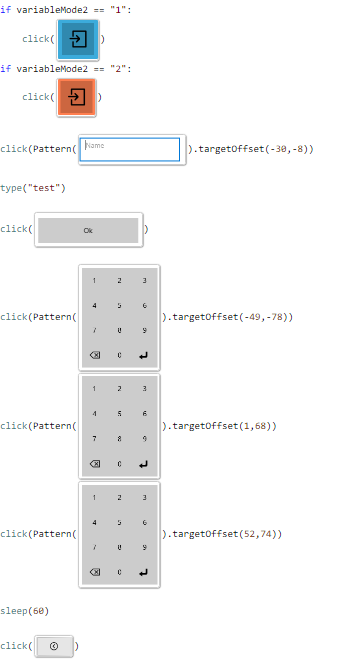 if variableMode2 == "1":
click( )
if variableMode2 == "2":
click( )
click(Pattern( Name ).targetOffset(-30,-8))
type("test")
click( Ok )
1 2 3
4 5 6
click(Pattern( ).targetOffset(-49,-78))
7 8 9
0
1 2 3
4 5 6
click(Pattern( ).targetOffset(1,68))
7 8 9
0
1 2 3
4 5 6
click(Pattern( ).targetOffset(52,74))
7 8 9
0
sleep(60)
click( )